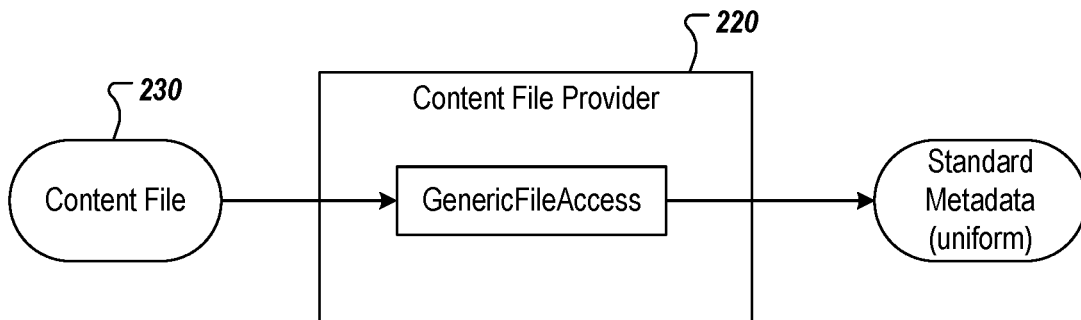 220
230
Content File Provider
Content File
GenericFileAccess
Standard
Metadata
(uniform)